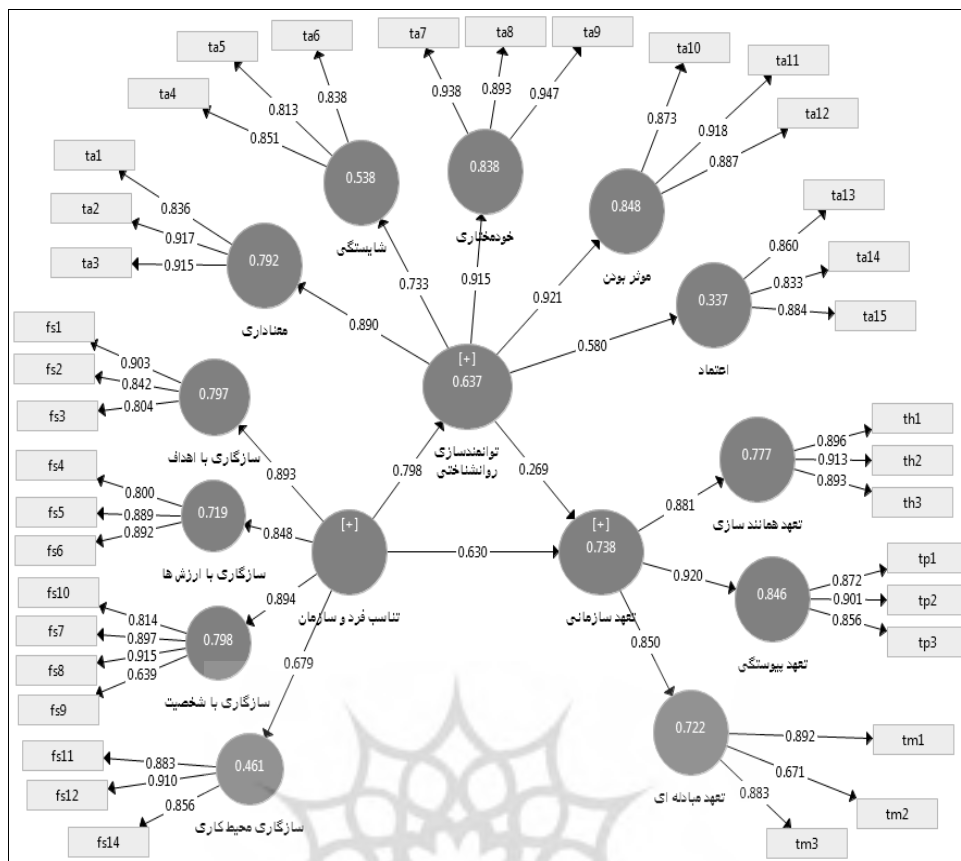 ta6
ta7
ta8
ta9
ta10
ta5
ta11
ta4
0.838
0.938
0.893
0.947
0.813
0.873
ta12
0.851
0.918
ta1
0.887
0.838
ta13
0.836
0.538
ta2
0.848
0.917
خودمختاری
0.860
شایستگی
ta14
ta3
0.915
0.792
موثر بودن
0.833
0.733
0.915
0.337
0.884
ta15
0.921
fs1
معناداری
0.890
0.580
[+]
0.903
اعتماد
fs2
0.637
0.842
0.797
th1
fs3
0.804
0.896
توانمندسازی
روانشناختی
سازگاری با اهداف
0.777
0.913
th2
fs4
0.893
0.798
0.269
0.893
th3
0.800
0.881
تعهد همانند سازی
fs5
0.889
0.719
[+]
[+]
0.892
0.848
0.738
tp1
fs6
0.630
0.920
0.872
سازگاری با ارزش ها
0.846
0.901
tp2
fs10
0.894
تناسب فرد و سازمان
تعهد سازمانی
0.856
0.814
tp3
fs7
0.897
0.798
0.850
تعهد پیوستگی
fs8
0.915
0.679
0.639
سازگاری با شخصیت
fs9
0.722
0.892
tm1
fs11
0.883
0.461
0.671
fs12
0.910
تعهد مبادله ای
0.883
0.856
tm2
سازگاری محیط کاری
fs14
tm3